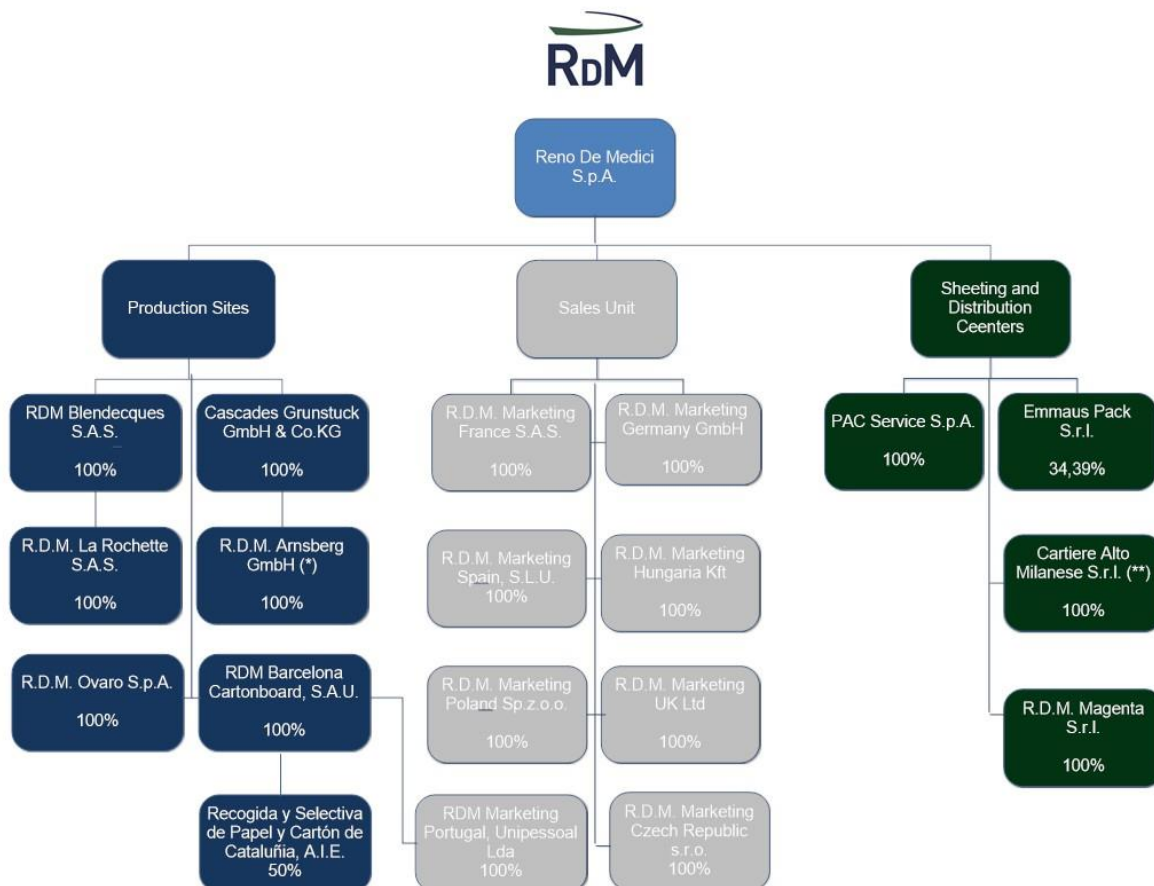 RDM
Reno De Medici
S.p.A.
Production Sites
Sales Unit
Sheeting and
Distribution
Ceenters
RDM Blendecques
S.A.S.
100%
Cascades Grunstuck
GmbH & Co.KG
100%
R.D.M. La Rochette
S.A.S.
100%
R.D.M. Arnsberg
GmbH (*)
100%
R.D.M. Ovaro S.p.A.
100%
RDM Barcelona
Cartonboard, S.A.U.
100%
Recogida y Selectiva
de Papel y Cartón de
Cataluñia, A.I.E.
50%
R.D.M. Marketing
France S.A.S.
100%
R.D.M. Marketing
Germany GmbH
100%
R.D.M. Marketing
Spain, S.L.U.
100%
R.D.M. Marketing
Hungaria Kft
100%
R.D.M. Marketing
Poland Sp.z.o.o.
100%
R.D.M. Marketing
UK Ltd
100%
RDM Marketing
Portugal, Unipessoal
Lda
100%
R.D.M. Marketing
Czech Republic
s.r.o.
100%
PAC Service S.p.A.
100%
Emmaus Pack
S.r.l.
34,39%
Cartiere Alto
Milanese S.r.l. (**)
100%
R.D.M. Magenta
S.r.l.
100%